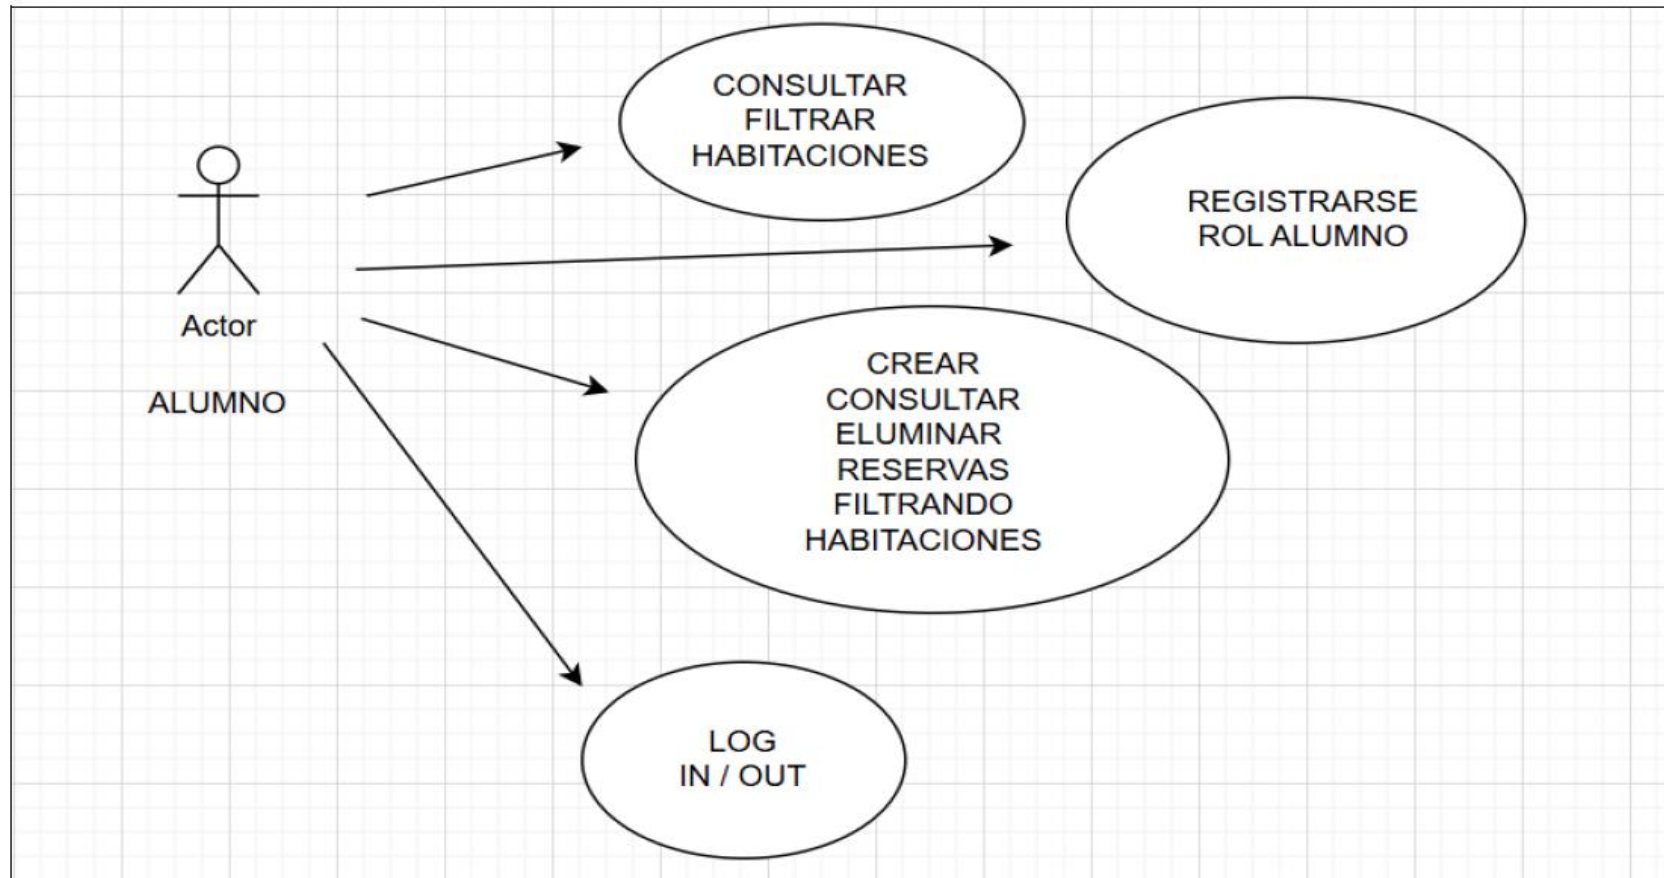 CONSULTAR
FILTRAR
HABITACIONES
REGISTRARSE
ROL ALUMNO
Actor
ALUMNO
CREAR
CONSULTAR
ELUMINAR
RESERVAS
FILTRANDO
HABITACIONES
LOG
IN / OUT